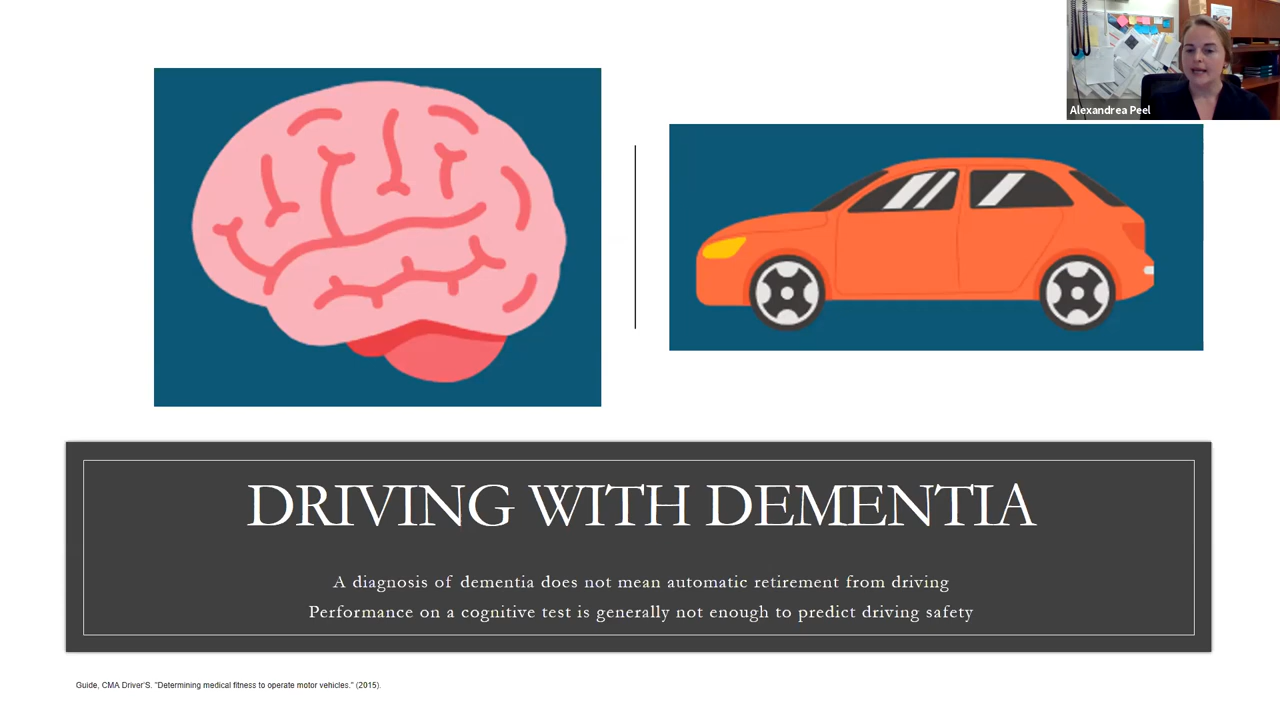 Alexandrea Peel
DRIVING WITH DEMENTIA
A diagnosis of dementia does not mean automatic retirement from driving
Performance on a cognitive test is generally not enough to predict driving safety
Guide, CMA Driver'S. "Determining medical fitness to operate motor vehicles." (2015).